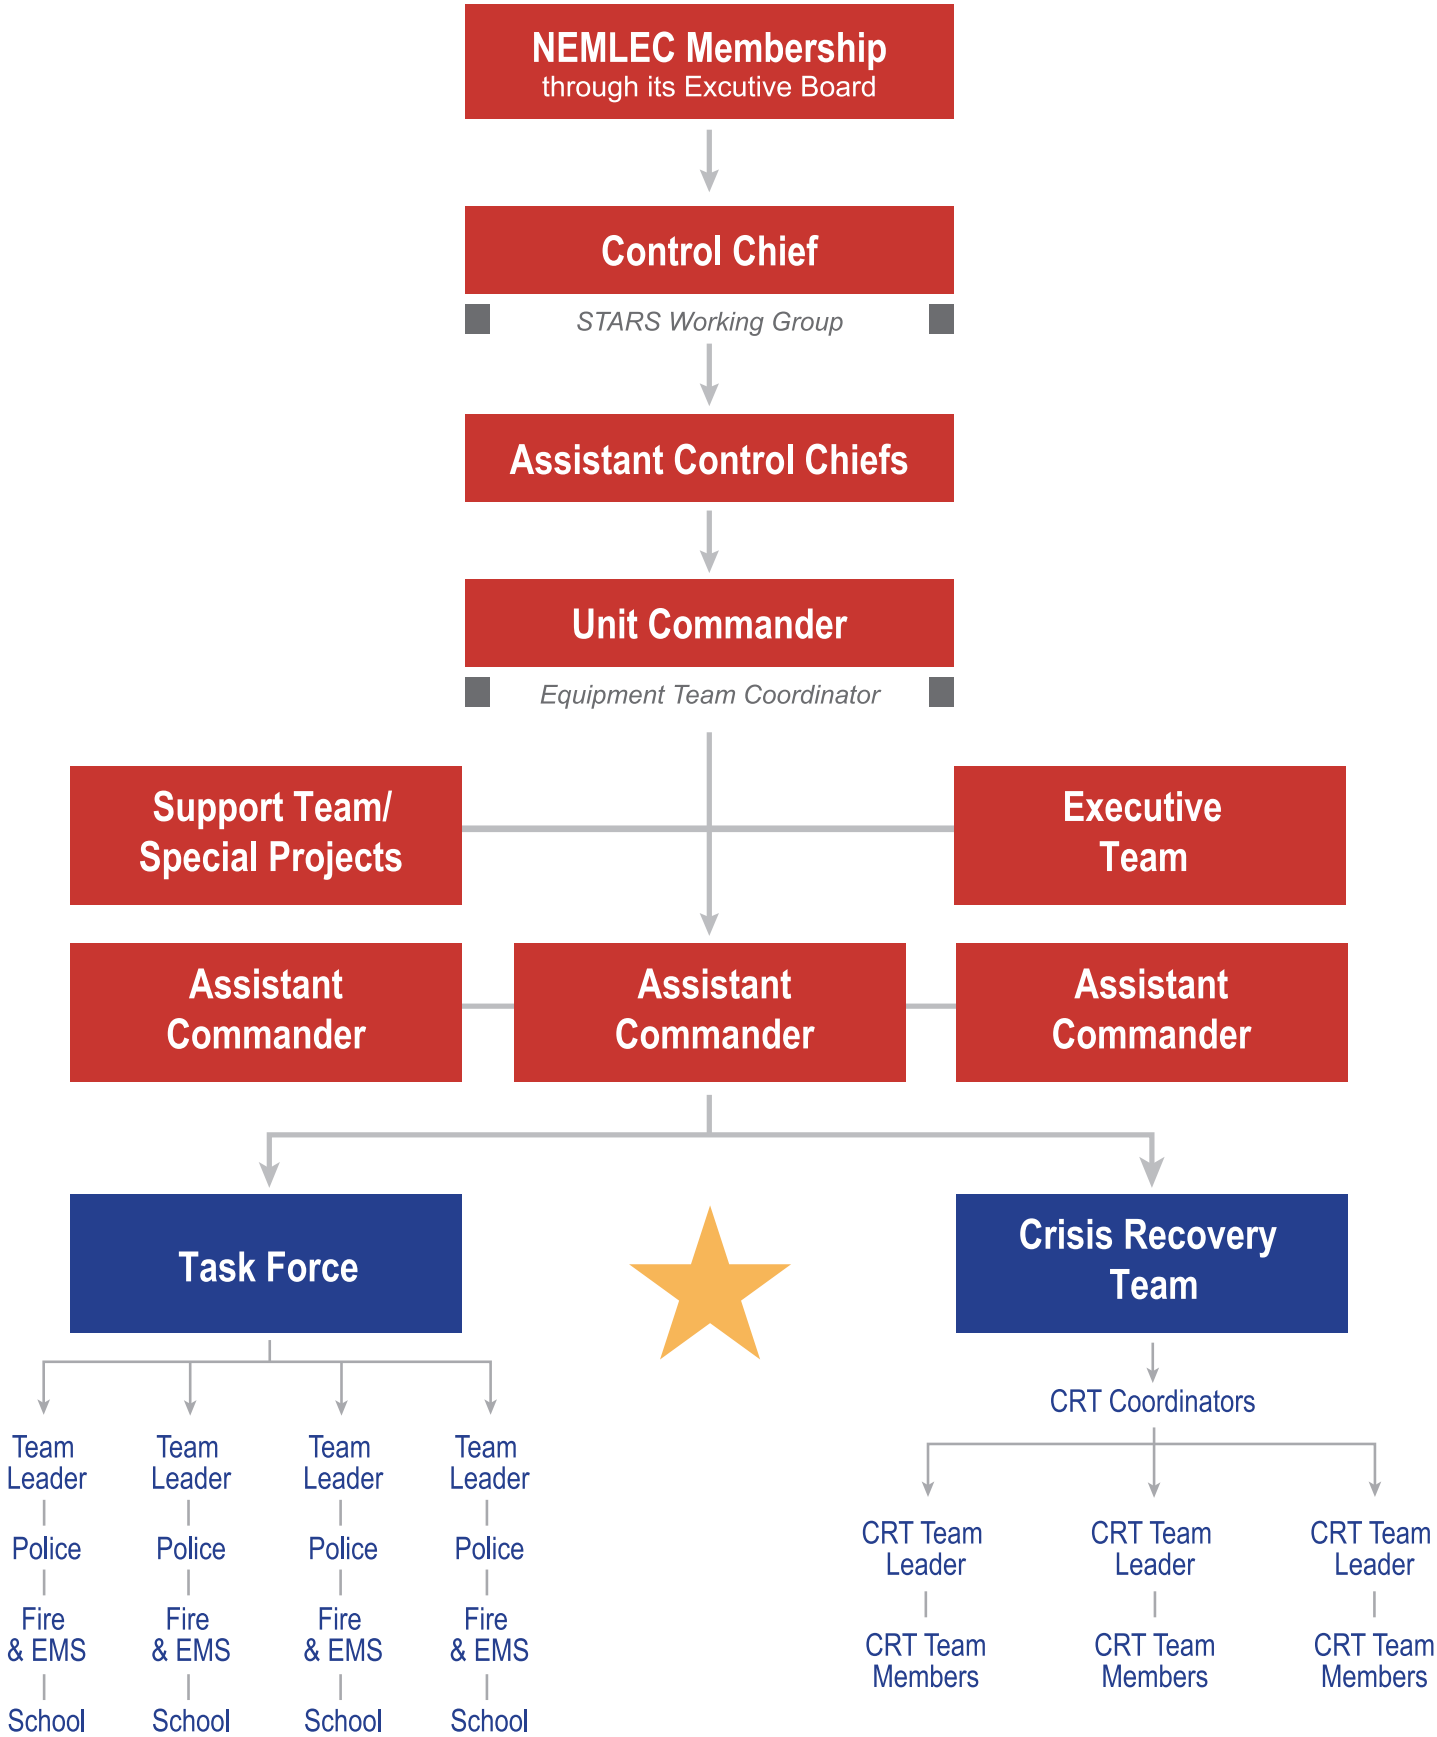 NEMLEC Membership
through its Excutive Board
Control Chief
STARS Working Group
Assistant Control Chiefs
Unit Commander
Equipment Team Coordinator
Support Team/
Special Projects
Executive
Team
Assistant
Commander
Assistant
Commander
Assistant
Commander
Task Force
Crisis Recovery
Team
Team
Leader
Police
Fire
& EMS
School
Team
Leader
Police
Fire
& EMS
School
Team
Leader
Police
Fire
& EMS
School
Team
Leader
Police
Fire
& EMS
School
CRT Coordinators
CRT Team
Leader
CRT Team
Members
CRT Team
Leader
CRT Team
Members
CRT Team
Leader
CRT Team
Members